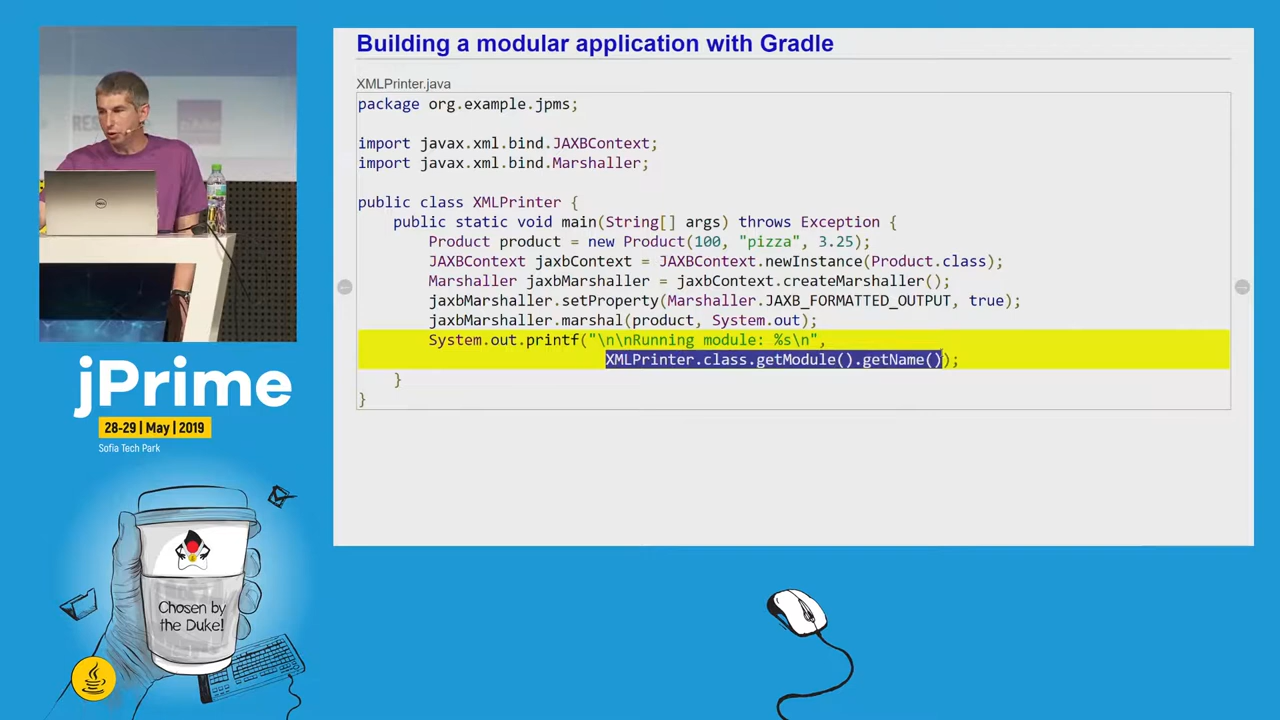 Building a modular application with Gradle
XMLPrinter.java
package org.example.jpms;
import javax.xml.bind.JAXBContext;
import javax.xml.bind.Marshaller;
public class XMLPrinter {
public static void main(String[] args) throws Exception {
Product product = new Product(100, "pizza", 3.25);
JAXBContext jaxbContext = JAXBContext.newInstance(Product.class);
Marshaller jaxbMarshaller = jaxbContext.createMarshaller();
jaxbMarshaller.setProperty(Marshaller.JAXB_FORMATTED_OUTPUT, true);
jaxbMarshaller.marshal(product, System.out);
System.out.printf("\n\nRunning module: %s\n",
XMLPrinter.class.getModule().getName());
}
}
jPrime
28-29 | May | 2019
Sofia Tech Park
Chosen by
the Duke!